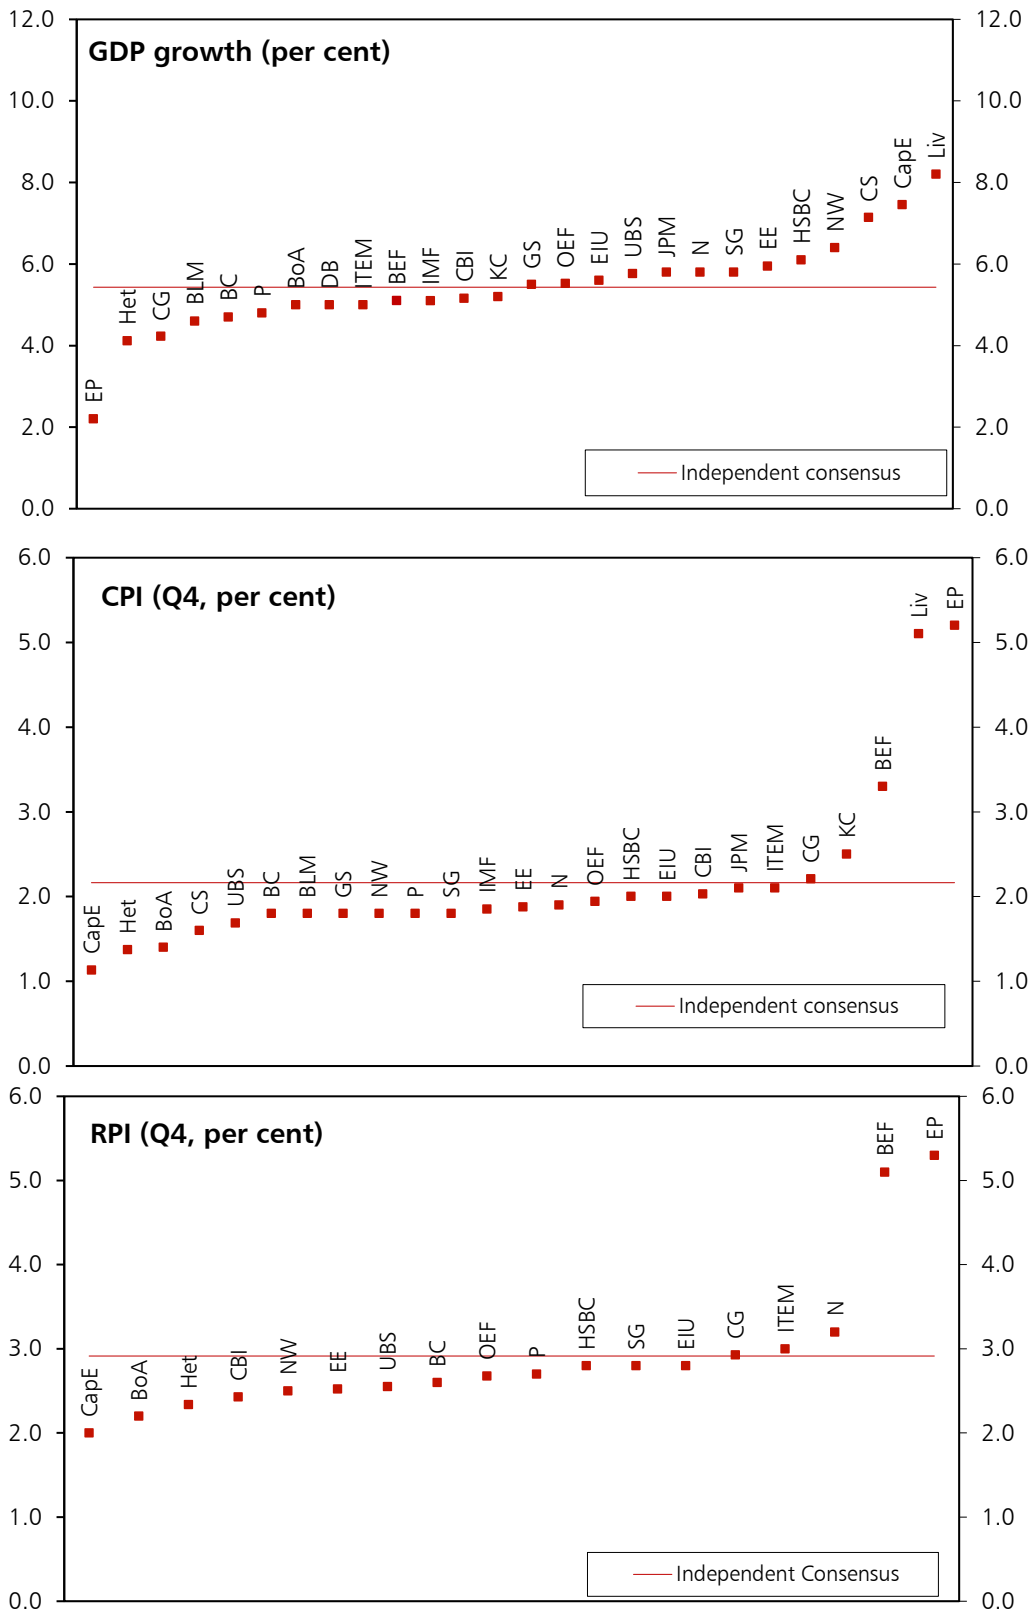 GDP growth (per cent)
12.0
10.0
8.0
6.0
4.0
2.0
0.0
12.0
10.0
8.0
6.0
4.0
2.0
0.0
EP
Het
CG
BLM
BC
P
BoA
DB
ITEM
BEF
IMF
CBI
KC
GS
OEF
EIU
UBS
JPM
N
SG
EE
HSBC
NW
CS
CapE
Liv
Independent consensus
CPI (Q4, per cent)
6.0
5.0
4.0
3.0
2.0
1.0
0.0
6.0
5.0
4.0
3.0
2.0
1.0
0.0
CapE
Het
BoA
CS
UBS
BC
BLM
GS
NW
P
SG
IMF
EE
N
OEF
HSBC
EIU
CBI
JPM
ITEM
CG
KC
BEF
Liv
EP
Independent consensus
RPI (Q4, per cent)
6.0
5.0
4.0
3.0
2.0
1.0
0.0
6.0
5.0
4.0
3.0
2.0
1.0
0.0
CapE
BoA
Het
CBI
NW
EE
UBS
BC
OEF
P
HSBC
SG
EIU
CG
ITEM
N
BEF
EP
Independent Consensus